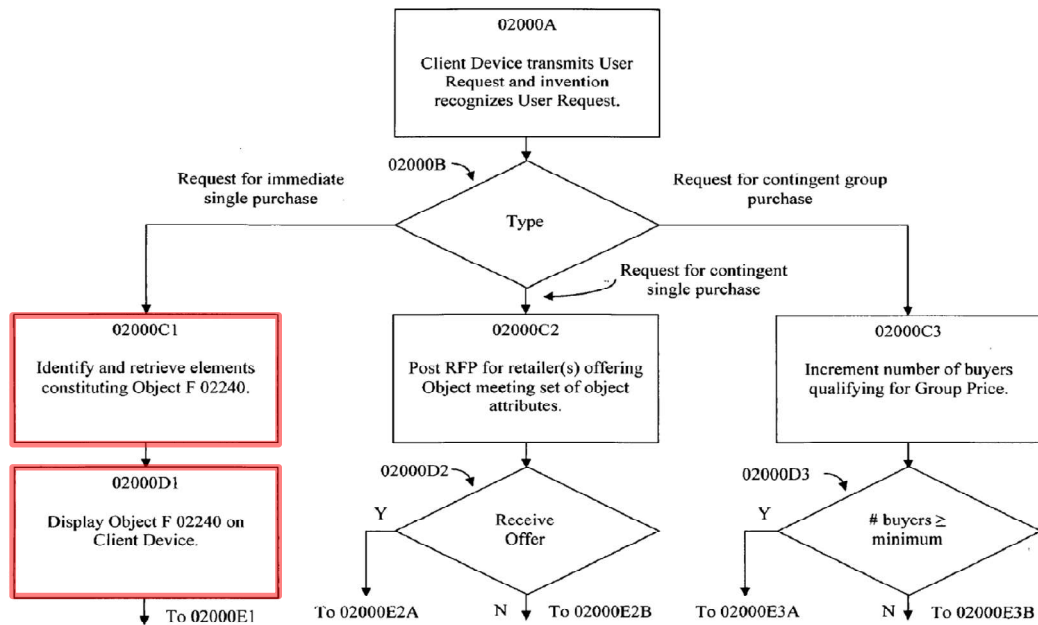 02000A
Client Device transmits User
Request and invention
recognizes User Request.
02000B
Request for immediate
single purchase
Request for contingent group
purchase
Type
Request for contingent
single purchase
02000C1
Identify and retrieve elements
constituting Object F 02240.
02000C2
Post RFP for retailer(s) offering
Object meeting set of object
attributes.
02000C3
Increment number of buyers
qualifying for Group Price.
02000D1
Display Object F 02240 on
Client Device.
02000D2
Receive
Offer
Y
02000D3
# buyers ≥
minimum
Y
To 02000E1
To 02000E2A
N
To 02000E2B
To 02000E3A
N
To 02000E3B